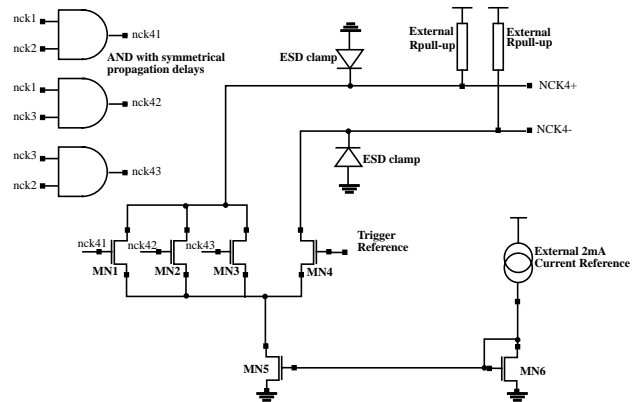 nck1
nck2
nck41
AND with symmetrical
propagation delays
nck1
nck3
nck42
nck3
nck2
nck43
ESD clamp
External
Rpull-up
External
Rpull-up
NCK4+
NCK4-
ESD clamp
nck41
nck42
nck43
MN1
MN2
MN3
MN4
Trigger
Reference
External 2mA
Current Reference
MN5
MN6